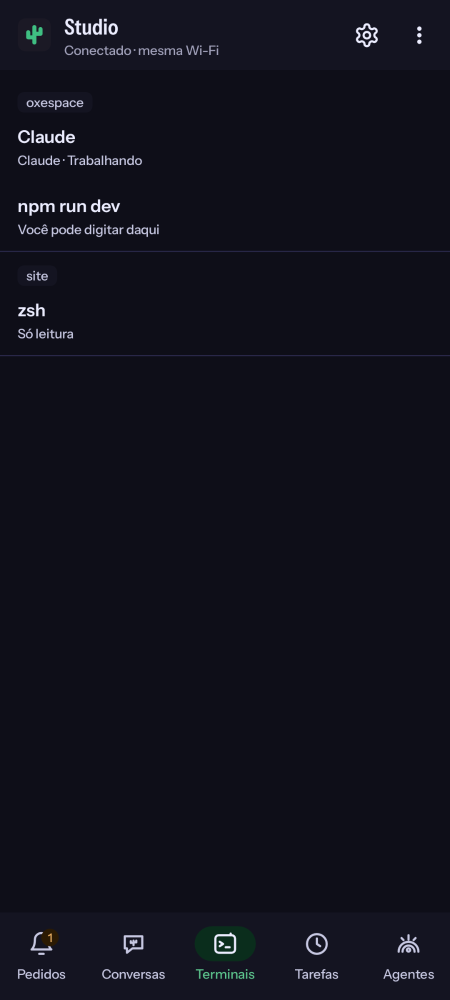 Studio
Conectado · mesma Wi-Fi
oxespace
Claude
Claude · Trabalhando
npm run dev
Você pode digitar daqui
site
zsh
Só leitura
1
Pedidos
Conversas
Terminais
Tarefas
Agentes